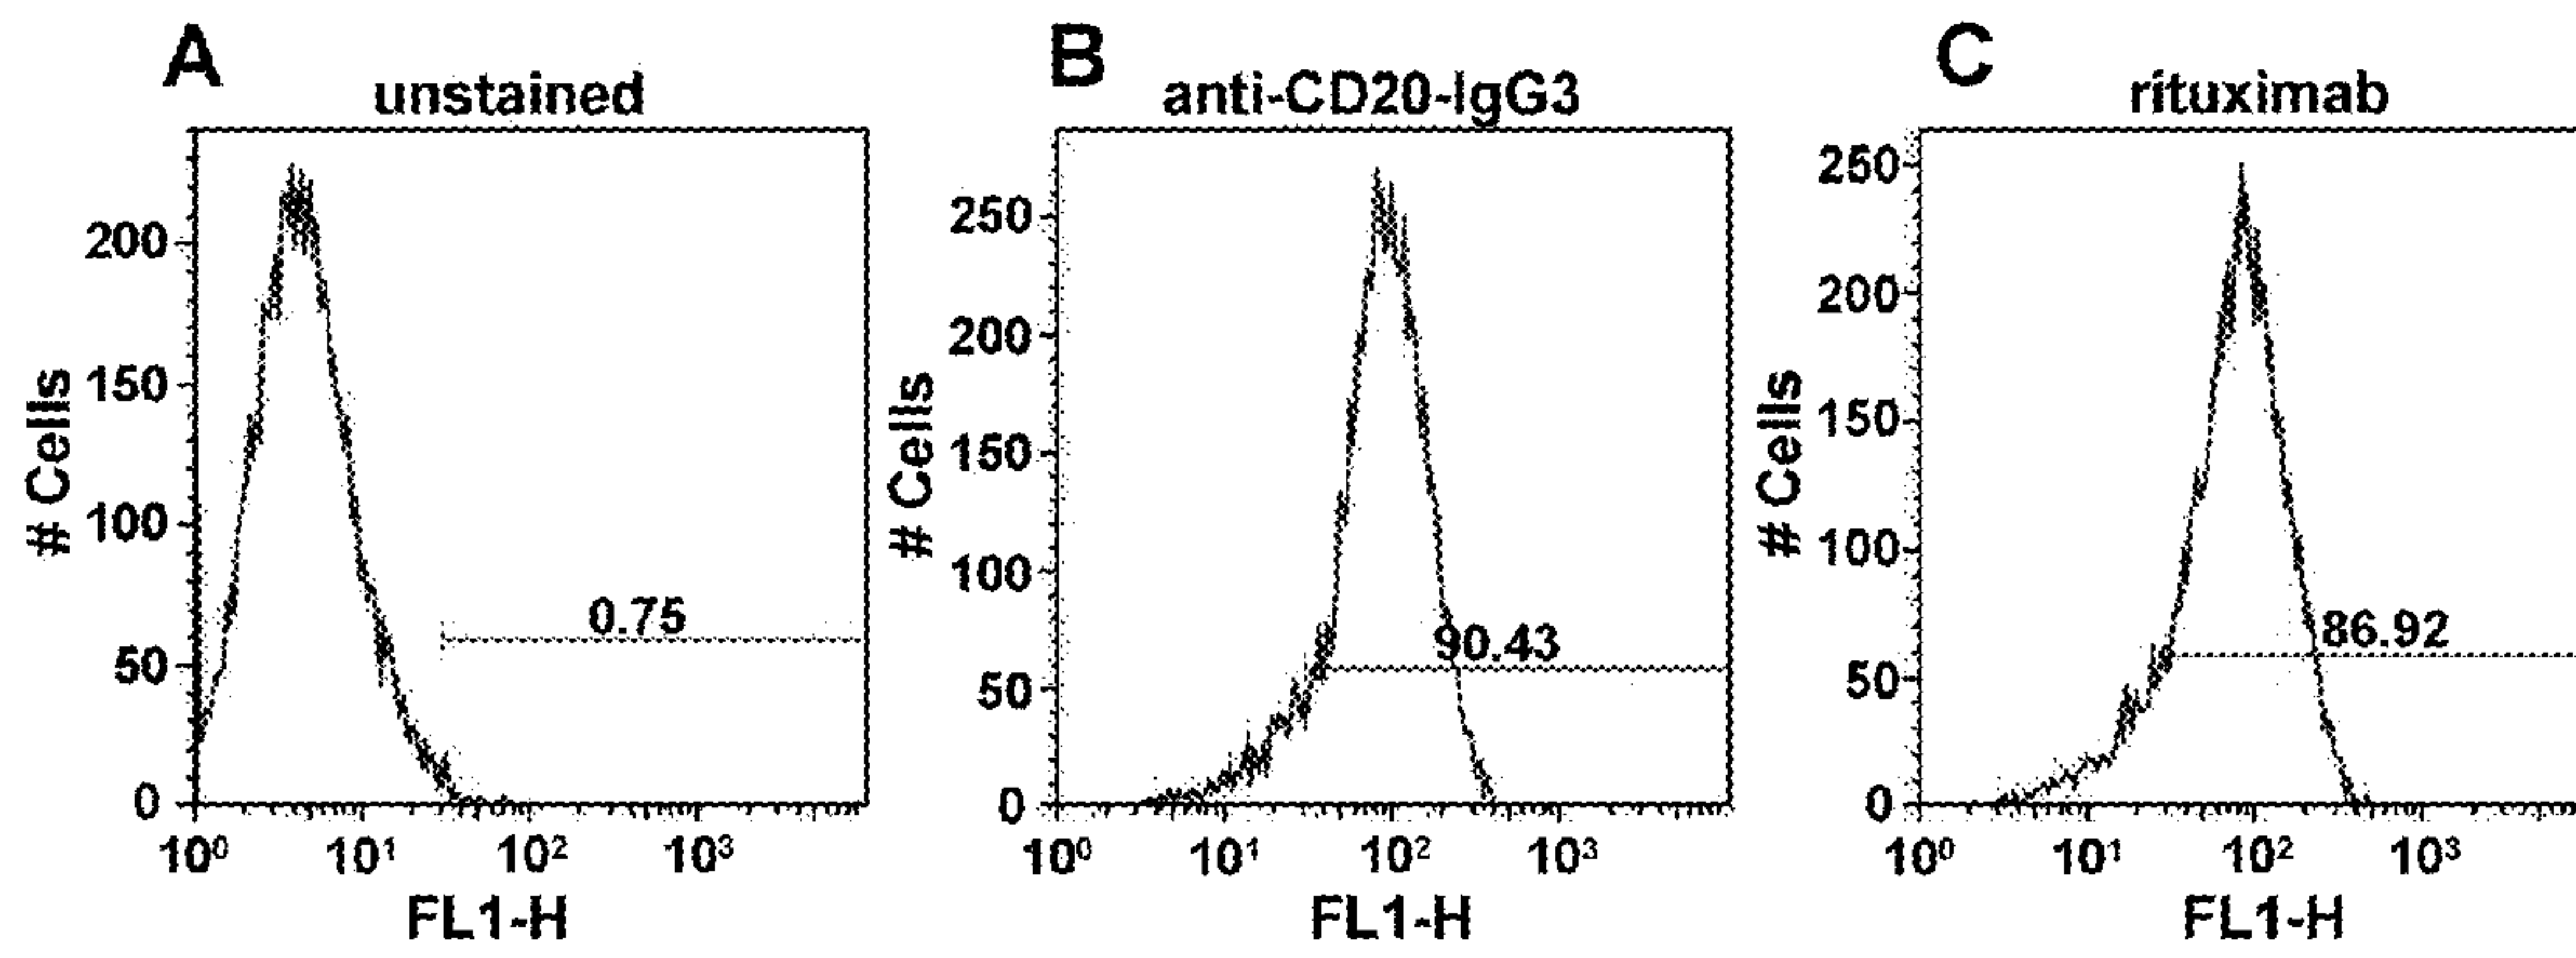 A
unstained
# Cells
200
150
100
50
0
0.75
10⁰ 10¹ 10² 10³
FL1-H
B
anti-CD20-IgG3
# Cells
250
200
150
100
50
0
90.43
10⁰ 10¹ 10² 10³
FL1-H
C
rituximab
# Cells
250
200
150
100
50
0
86.92
10⁰ 10¹ 10² 10³
FL1-H